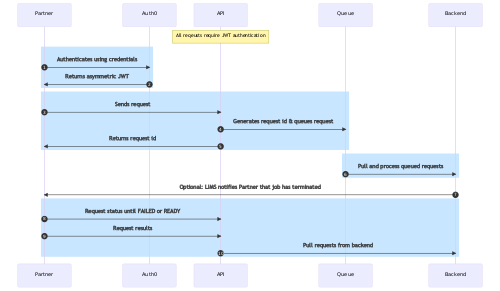 Partner Auth0 API Queue Backend
All requests require JWT authentication
Authenticates using credentials
1
Returns asymmetric JWT
2
Sends request
3
Generates request id & queues request
4
Returns request id
5
Pull and process queued requests
6
Optional: LIMS notifies Partner that job has terminated
7
Request status until FAILED or READY
8
Request results
9
Pull requests from backend
10
Partner Auth0 API Queue Backend